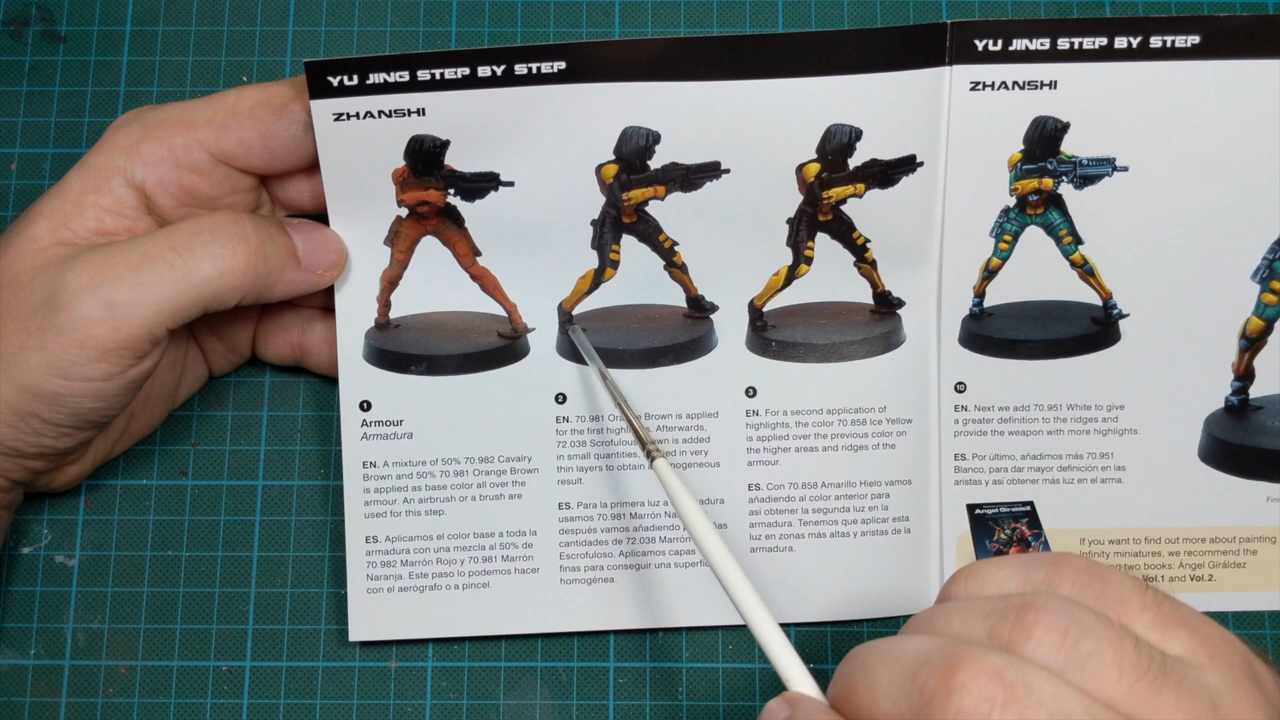 YU JING STEP BY STEP
ZHANSHI
1
Armour
Armadura
EN. A mixture of 50% 70.982 Cavalry
Brown and 50% 70.981 Orange Brown
is applied as base color all over the
armour. An airbrush or a brush are
used for this step.
ES. Aplicamos el color base a toda la
armadura con una mezcla al 50% de
70.982 Marrón Rojo y 70.981 Marrón
Naranja. Este paso lo podemos hacer
con el aerógrafo o a pincel.
2
EN. 70.981 Brown is applied
for the first Afterwards,
72.038 Scrofulous is added
in small quantities, in very
thin layers to obtain
result.
ES. Para la primera luz
usamos 70.981 Marrón
después vamos añadiendo
cantidades de 72.038 Marrón
Escrofuloso. Aplicamos capas
finas para conseguir una
homogénea.
3
EN. For a second application of
highlights, the color 70.858 Ice Yellow
is applied over the previous color on
the higher areas and ridges of the
armour.
ES. Con 70.858 Amarillo Hielo vamos
añadiendo al color anterior para
así obtener la segunda luz en la
armadura. Tenemos que aplicar esta
luz en zonas más altas y aristas de la
armadura.
YU JING STEP BY STEP
ZHANSHI
10
EN. Next we add 70.951 White to give
a greater definition to the ridges and
provide the weapon with more highlights.
ES. Por último, añadimos más 70.951
Blanco, para dar mayor definición en las
aristas y así obtener más luz en el arma.
Angel Giraldez
If you want to find out more about painting
Infinity miniatures, we recommend the
two books: Ángel Giráldez
Vol.1 and Vol.2.